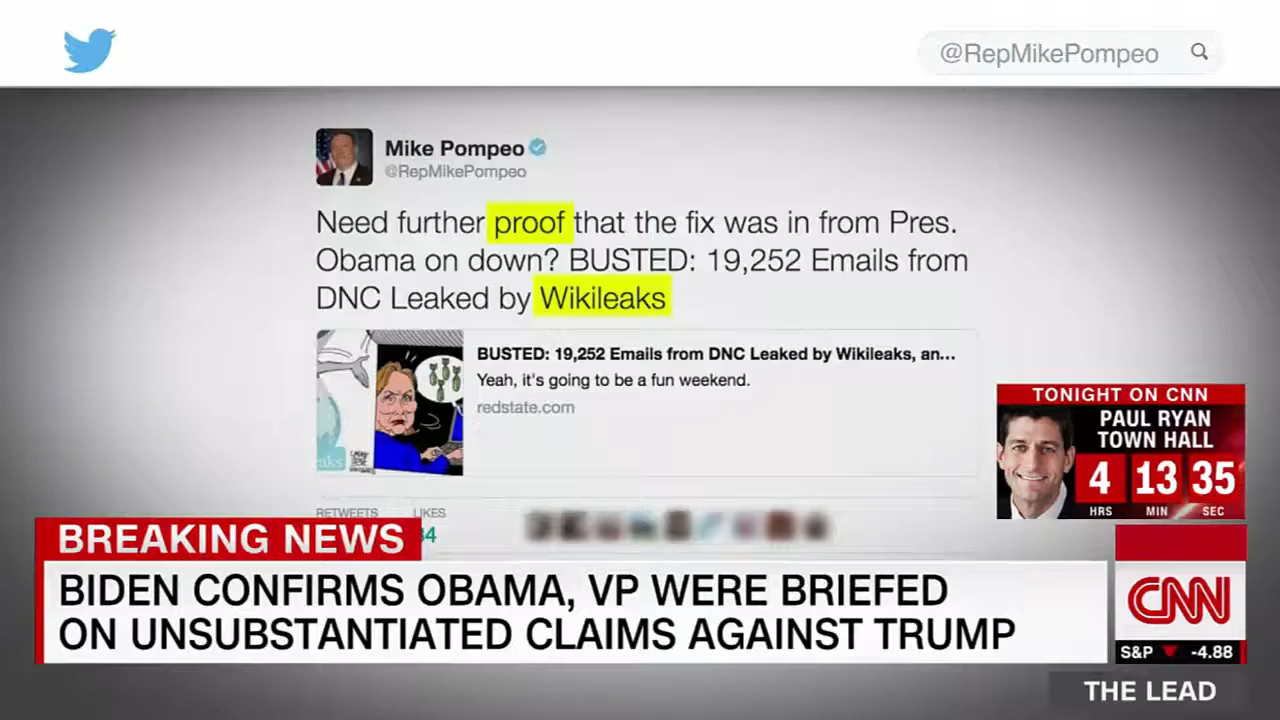 @RepMikePompeo
Mike Pompeo
@RepMikePompeo
Need further proof that the fix was in from Pres.
Obama on down? BUSTED: 19,252 Emails from
DNC Leaked by Wikileaks
BUSTED: 19,252 Emails from DNC Leaked by Wikileaks, an...
Yeah, it's going to be a fun weekend.
redstate.com
RETWEETS LIKES
TONIGHT ON CNN
PAUL RYAN
TOWN HALL
4 13 35
HRS MIN SEC
BREAKING NEWS
BIDEN CONFIRMS OBAMA, VP WERE BRIEFED
ON UNSUBSTANTIATED CLAIMS AGAINST TRUMP
CNN
S&P -4.88
THE LEAD